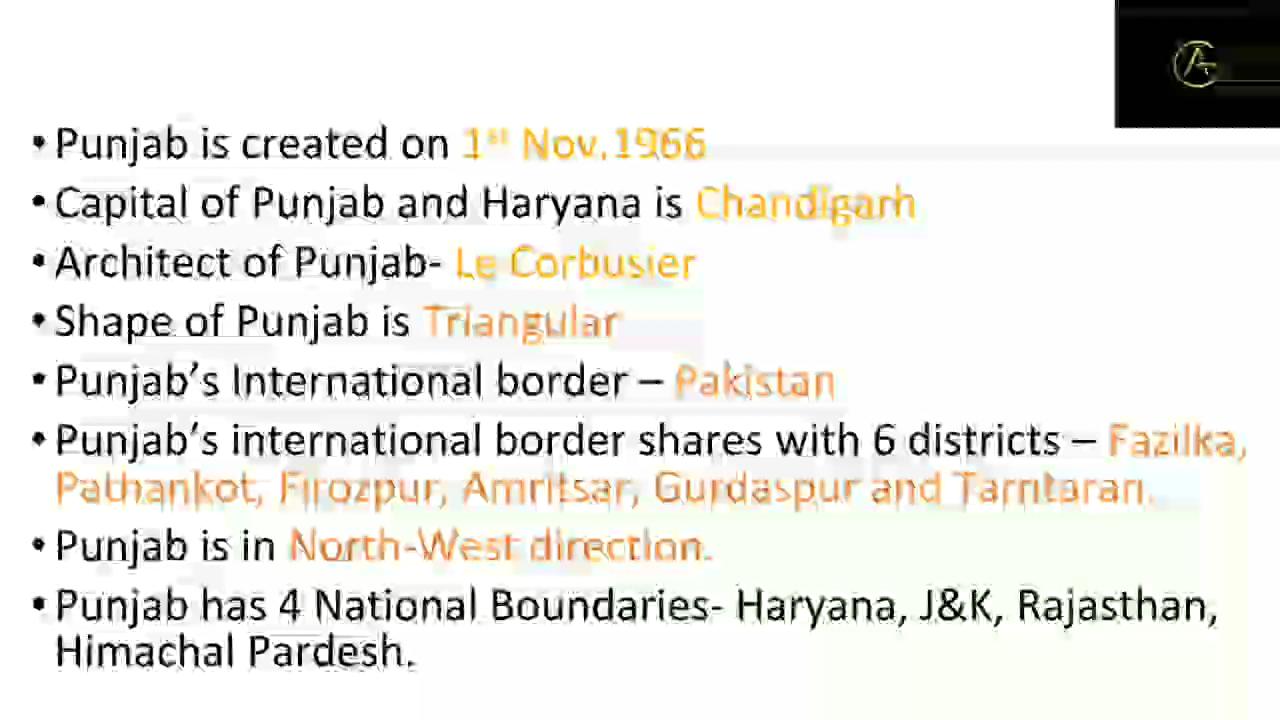 • Punjab is created on 1st Nov.1966
• Capital of Punjab and Haryana is Chandigarh
• Architect of Punjab- Le Corbusier
• Shape of Punjab is Triangular
• Punjab's International border – Pakistan
• Punjab's international border shares with 6 districts – Fazilka,
Pathankot, Firozpur, Amritsar, Gurdaspur and Tarntaran.
• Punjab is in North-West direction.
• Punjab has 4 National Boundaries- Haryana, J&K, Rajasthan,
Himachal Pardesh.